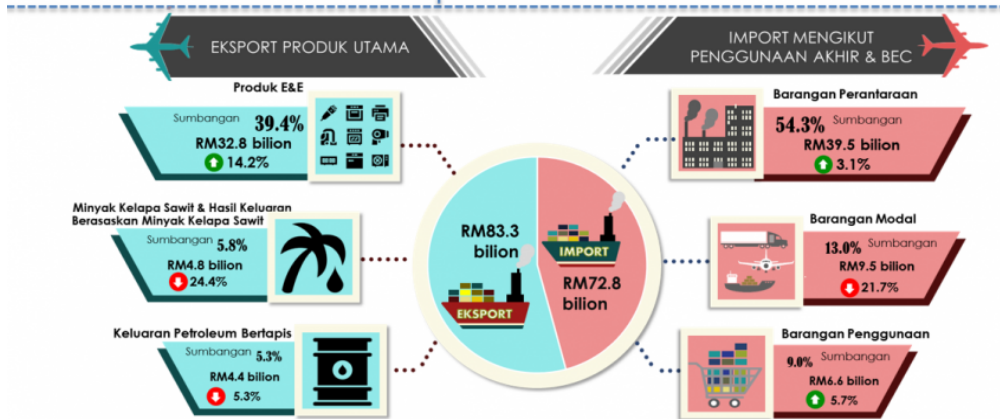 EKSPORT PRODUK UTAMA
Produk E&E
Sumbangan 39.4%
RM32.8 bilion
14.2%
Minyak Kelapa Sawit & Hasil Keluaran
Berasaskan Minyak Kelapa Sawit
Sumbangan 5.8%
RM4.8 bilion
24.4%
Keluaran Petroleum Bertapis
Sumbangan 5.3%
RM4.4 bilion
5.3%
RM83.3
bilion
EKSPORT
IMPORT
RM72.8
bilion
IMPORT MENGIKUT
PENGGUNAAN AKHIR & BEC
Barangan Perantaraan
54.3% Sumbangan
RM39.5 bilion
3.1%
Barangan Modal
13.0% Sumbangan
RM9.5 bilion
21.7%
Barangan Penggunaan
9.0% Sumbangan
RM6.6 bilion
5.7%